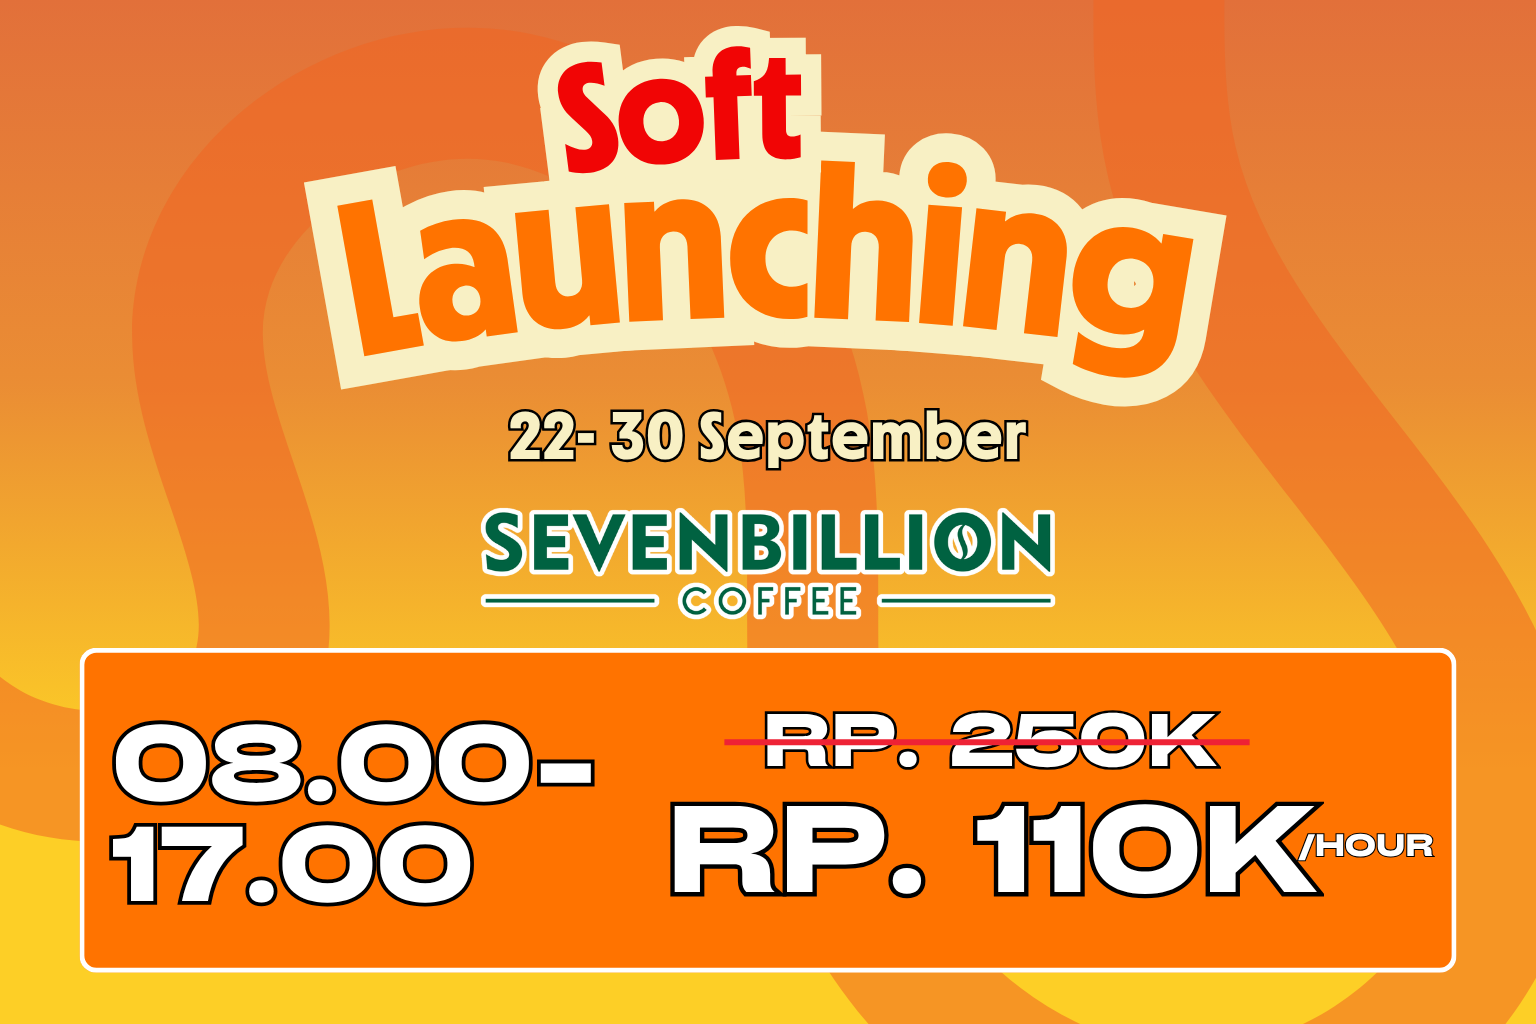 Soft
Launching
22- 30 September
SEVENBILLION
COFFEE
08.00-
17.00
RP. 250K
RP. 110K/HOUR